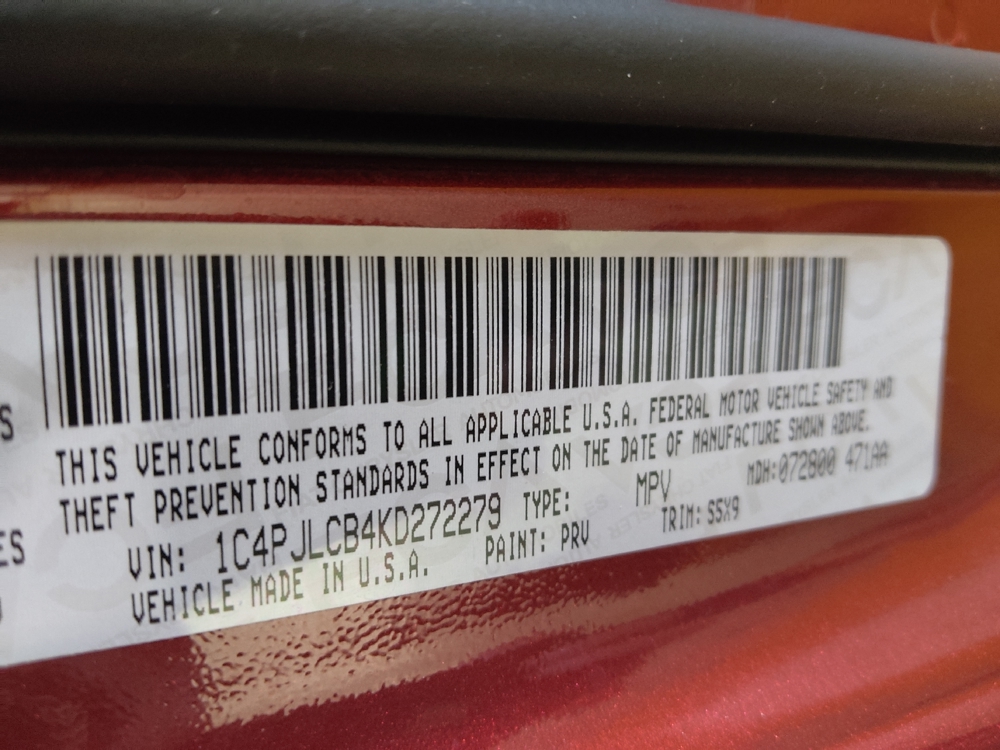 S
THIS VEHICLE CONFORMS TO ALL APPLICABLE U.S.A. FEDERAL MOTOR VEHICLE SAFETY AND
THEFT PREVENTION STANDARDS IN EFFECT ON THE DATE OF MANUFACTURE SHOWN ABOVE.
ES
VIN: 1C4PJLCB4KD272279 TYPE: MPV MDH:072800 471AA
VEHICLE MADE IN U.S.A. PAINT: PRV TRIM: S5X9